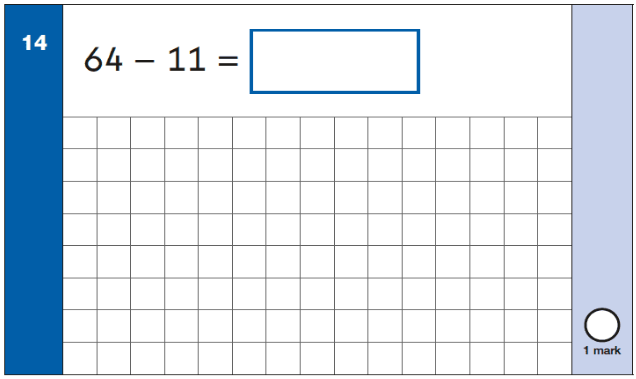 14
64 – 11 =
1 mark